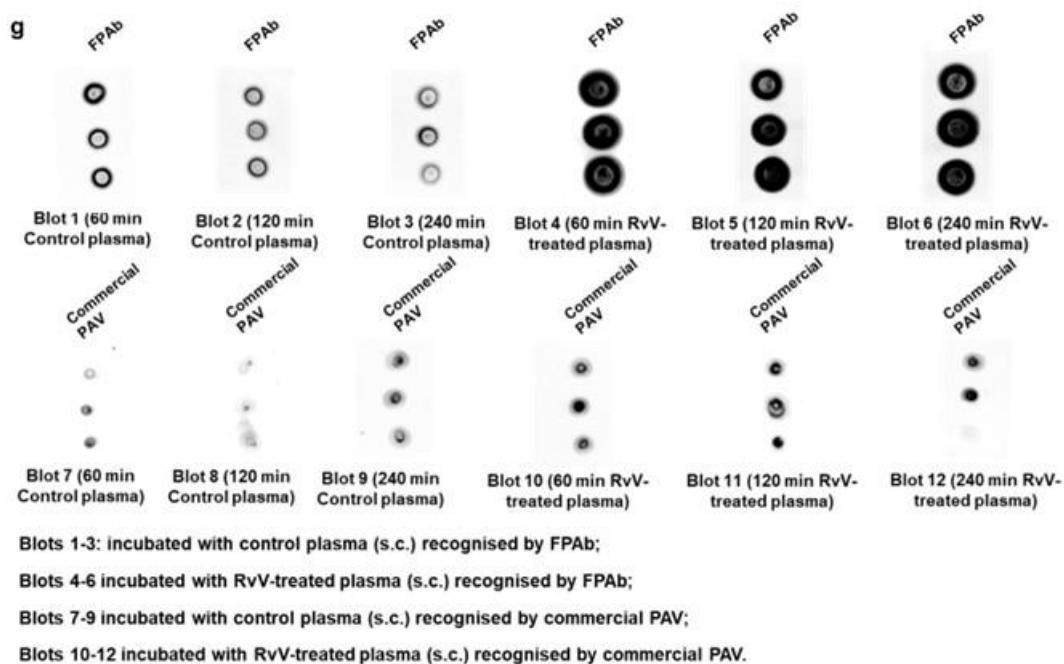 g
FPAb FPAb FPAb FPAb FPAb FPAb
Blot 1 (60 min Control plasma)
Blot 2 (120 min Control plasma)
Blot 3 (240 min Control plasma)
Blot 4 (60 min RvV-treated plasma)
Blot 5 (120 min RvV-treated plasma)
Blot 6 (240 min RvV-treated plasma)
Commercial PAV
Commercial PAV
Commercial PAV
Commercial PAV
Commercial PAV
Commercial PAV
Blot 7 (60 min Control plasma)
Blot 8 (120 min Control plasma)
Blot 9 (240 min Control plasma)
Blot 10 (60 min RvV-treated plasma)
Blot 11 (120 min RvV-treated plasma)
Blot 12 (240 min RvV-treated plasma)
Blots 1-3: incubated with control plasma (s.c.) recognised by FPAb;
Blots 4-6 incubated with RvV-treated plasma (s.c.) recognised by FPAb;
Blots 7-9 incubated with control plasma (s.c.) recognised by commercial PAV;
Blots 10-12 incubated with RvV-treated plasma (s.c.) recognised by commercial PAV.